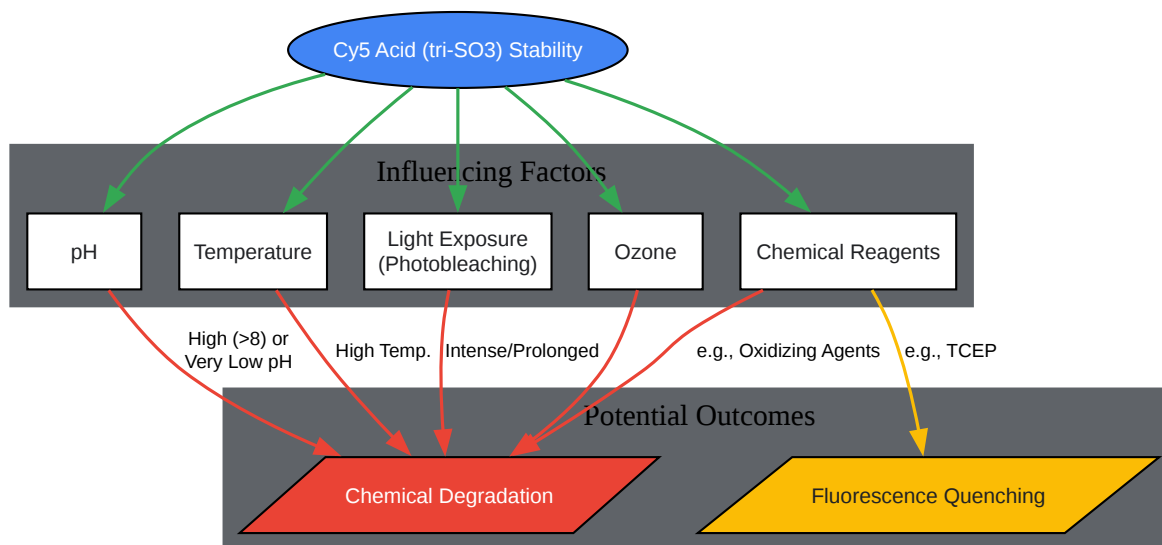 Cy5 Acid (tri-SO3) Stability
Influencing Factors
pH
Temperature
Light Exposure
(Photobleaching)
Ozone
Chemical Reagents
High (>8) or
Very Low pH
High Temp.
Intense/Prolonged
e.g., Oxidizing Agents
e.g., TCEP
Potential Outcomes
Chemical Degradation
Fluorescence Quenching